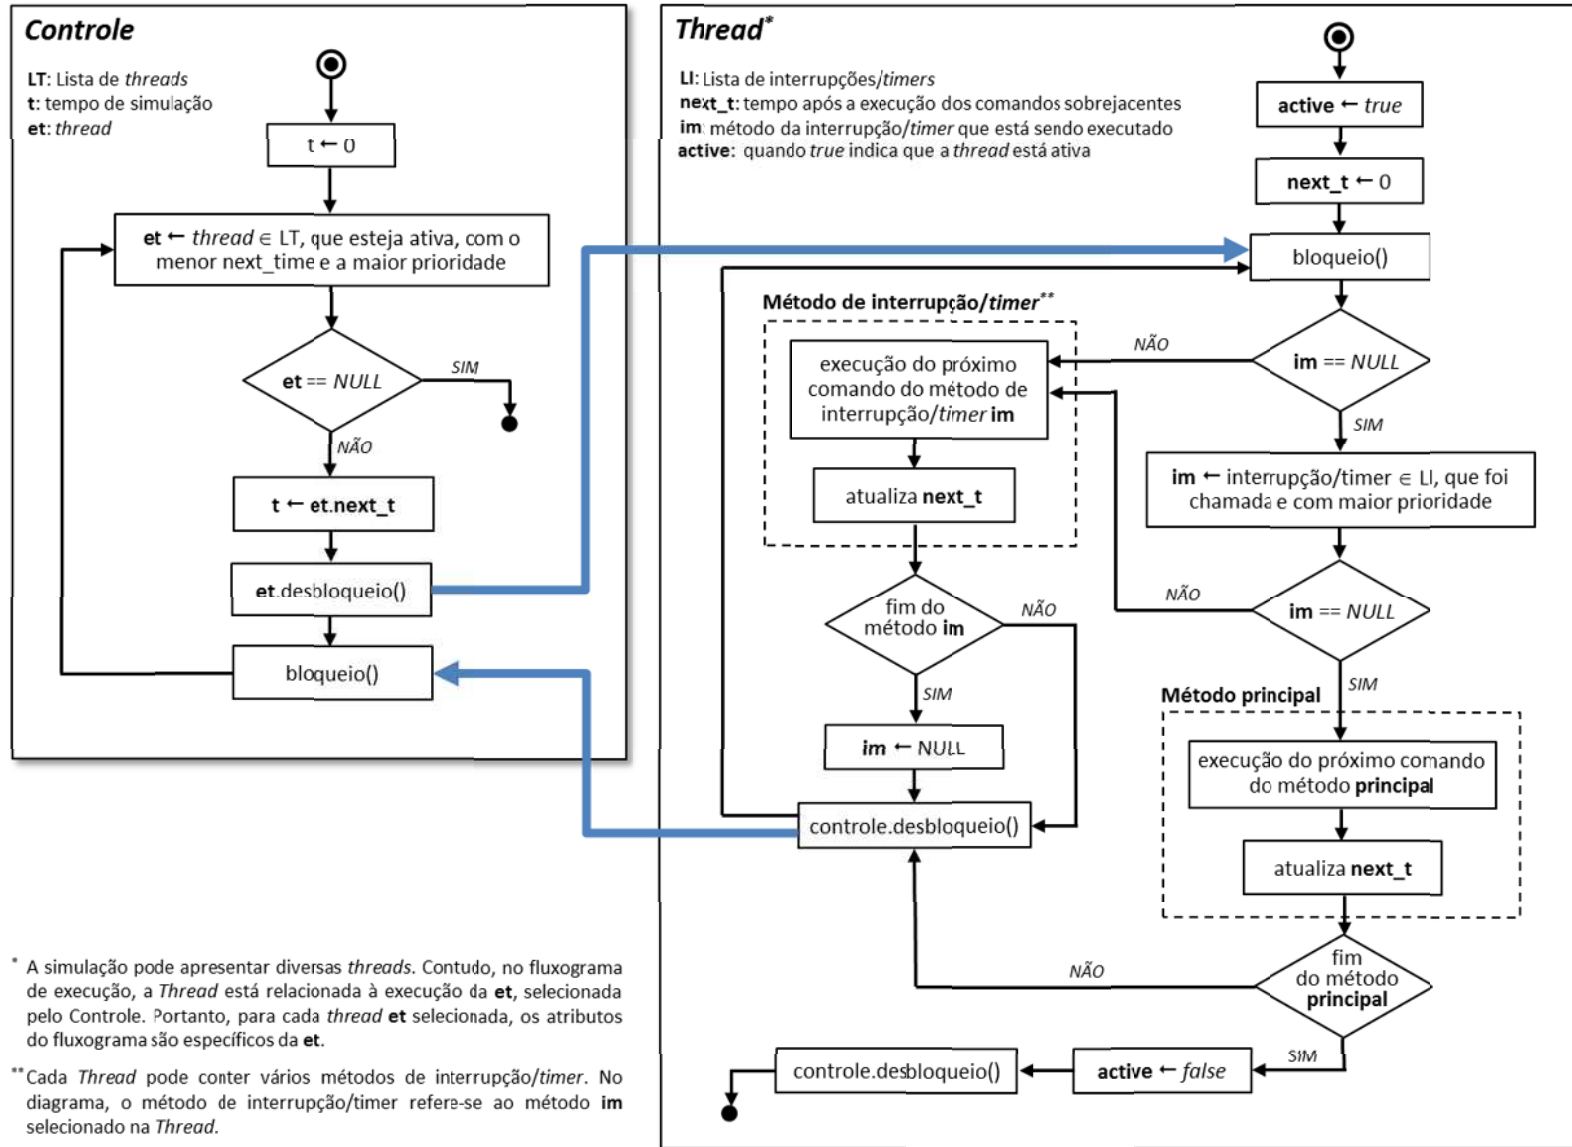 Controle
LT: Lista de threads
t: tempo de simulação
et: thread
t ← 0
et ← thread ∈ LT, que esteja ativa, com o
menor next_time e a maior prioridade
et == NULL
SIM
NÃO
t ← et.next_t
et.desbloqueio()
bloqueio()
Thread*
LI: Lista de interrupções/timers
next_t: tempo após a execução dos comandos sobrejacentes
im: método da interrupção/timer que está sendo executado
active: quando true indica que a thread está ativa
active ← true
next_t ← 0
bloqueio()
im == NULL
NÃO
SIM
Método de interrupção/timer**
execução do próximo
comando do método de
interrupção/timer im
atualiza next_t
im ← interrupção/timer ∈ LI, que foi
chamada e com maior prioridade
im == NULL
NÃO
SIM
fim do
método im
NÃO
SIM
im ← NULL
controle.desbloqueio()
Método principal
execução do próximo comando
do método principal
atualiza next_t
fim
do método
principal
NÃO
SIM
active ← false
controle.desbloqueio()
* A simulação pode apresentar diversas threads. Contudo, no fluxograma
de execução, a Thread está relacionada à execução da et, selecionada
pelo Controle. Portanto, para cada thread et selecionada, os atributos
do fluxograma são específicos da et.
** Cada Thread pode conter vários métodos de interrupção/timer. No
diagrama, o método de interrupção/timer refere-se ao método im
selecionado na Thread.